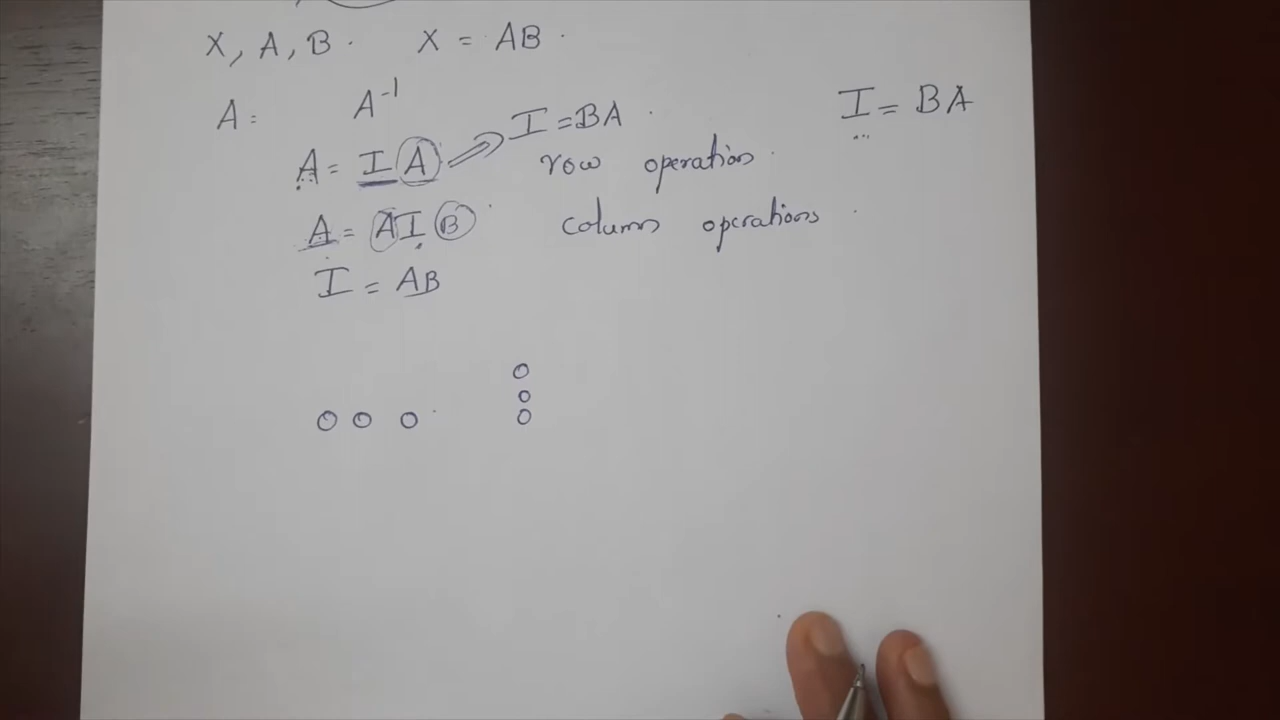 X, A, B. X = AB.
A = A⁻¹
I = BA. I = BA
A = I A ⇒ row operation.
A = A I B column operations.
I = AB